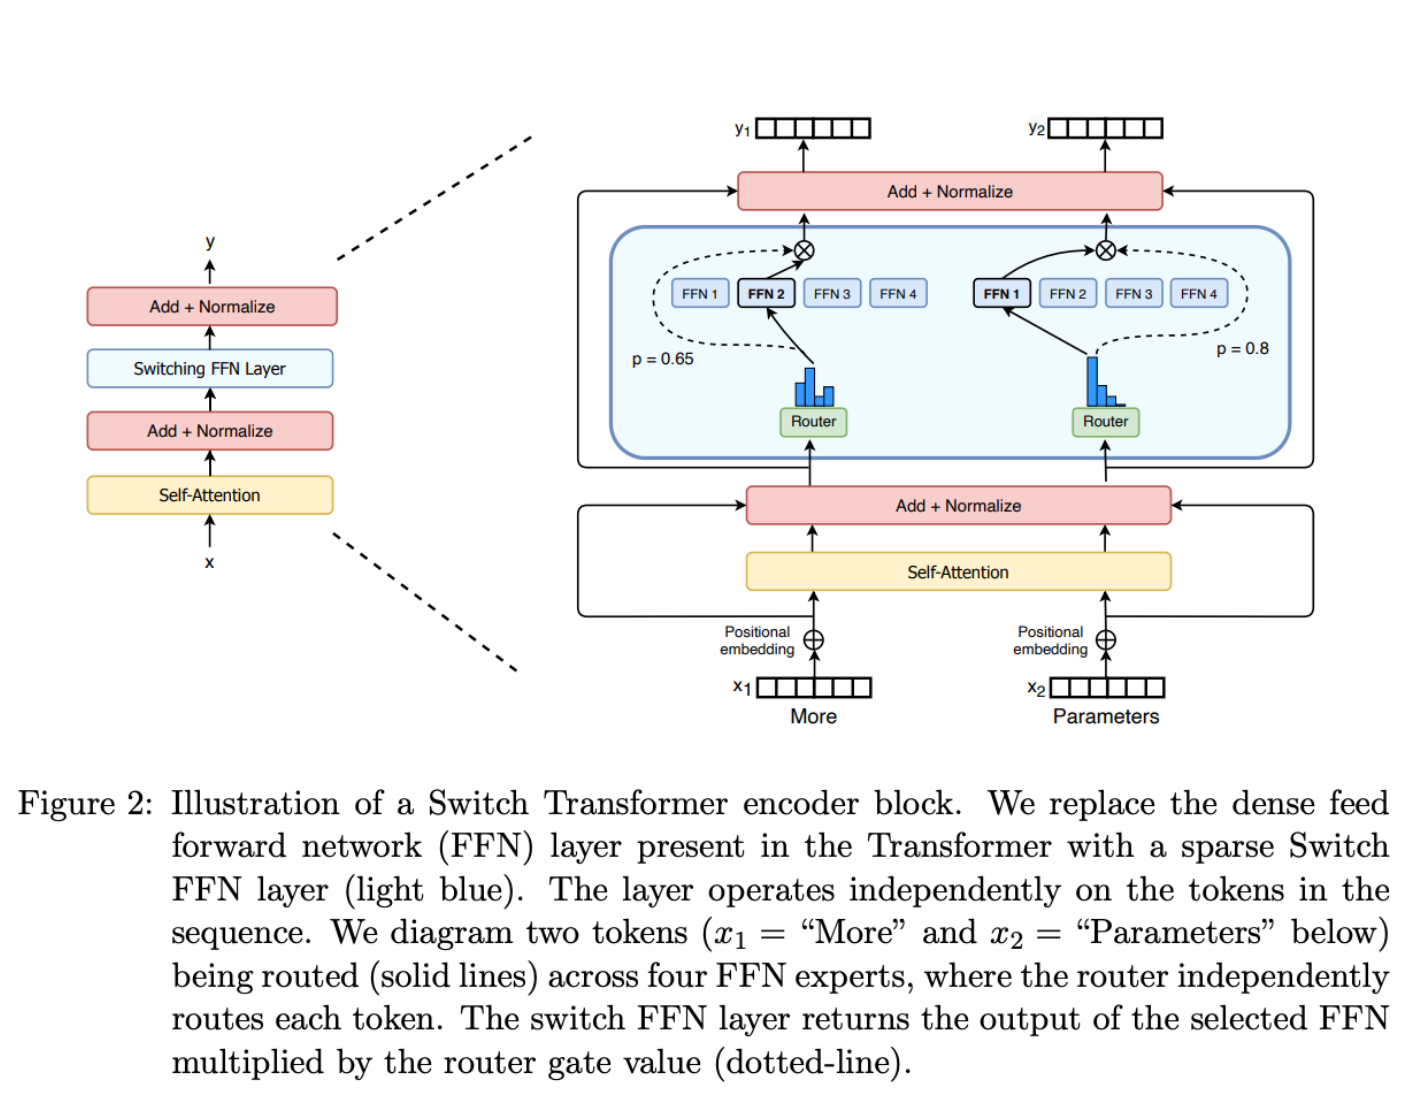 y
Add + Normalize
Switching FFN Layer
Add + Normalize
Self-Attention
x
y1
y2
Add + Normalize
FFN 1 FFN 2 FFN 3 FFN 4
FFN 1 FFN 2 FFN 3 FFN 4
p = 0.65
p = 0.8
Router
Router
Add + Normalize
Self-Attention
Positional
embedding
Positional
embedding
x1
x2
More
Parameters
Figure 2: Illustration of a Switch Transformer encoder block. We replace the dense feed
forward network (FFN) layer present in the Transformer with a sparse Switch
FFN layer (light blue). The layer operates independently on the tokens in the
sequence. We diagram two tokens (x1 = “More” and x2 = “Parameters” below)
being routed (solid lines) across four FFN experts, where the router independently
routes each token. The switch FFN layer returns the output of the selected FFN
multiplied by the router gate value (dotted-line).